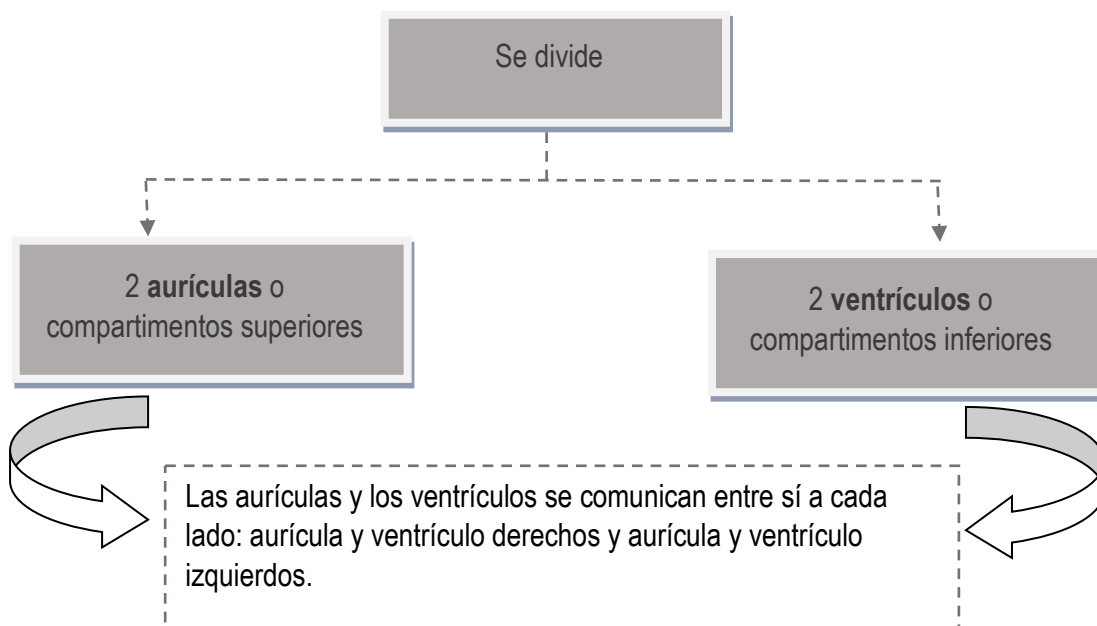 Se divide
2 aurículas o
compartimentos superiores
2 ventrículos o
compartimentos inferiores
Las aurículas y los ventrículos se comunican entre sí a cada
lado: aurícula y ventrículo derechos y aurícula y ventrículo
izquierdos.